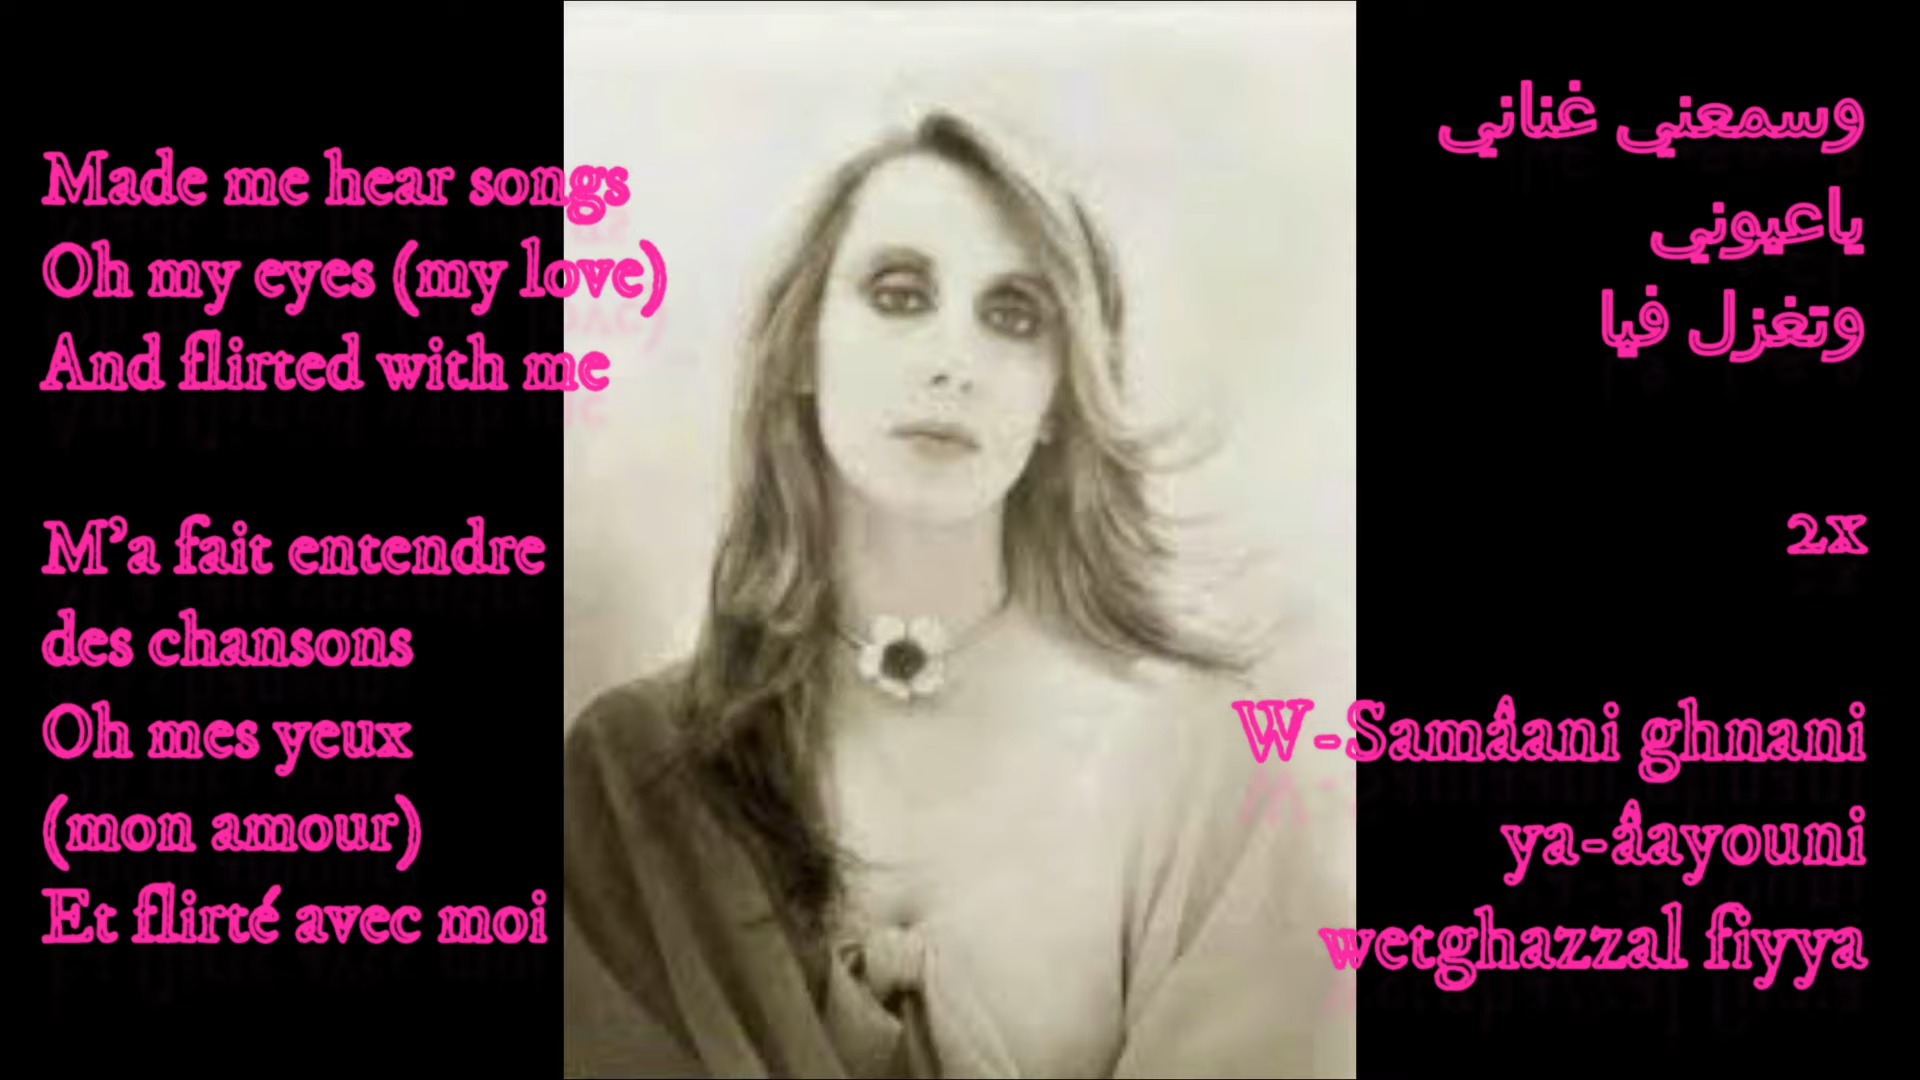 Made me hear songs
Oh my eyes (my love)
And flirted with me
M'a fait entendre
des chansons
Oh mes yeux
(mon amour)
Et flirté avec moi
وسمعني غناني
ياعيوني
وتغزل فيا
2x
W-Samâani ghnani
ya-âayouni
wetghazzal fiyya